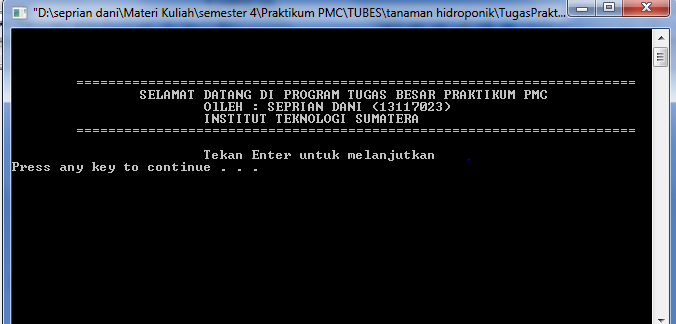 "D:\seprian dani\Materi Kuliah\semester 4\Praktikum PMC\TUBES\tanaman hidroponik\TugasPrakt...
======================================================================
SELAMAT DATANG DI PROGRAM TUGAS BESAR PRAKTIKUM PMC
OlLEH : SEPRIAN DANI (13117023)
INSTITUT TEKNOLOGI SUMATERA
======================================================================
Tekan Enter untuk melanjutkan
Press any key to continue . . .